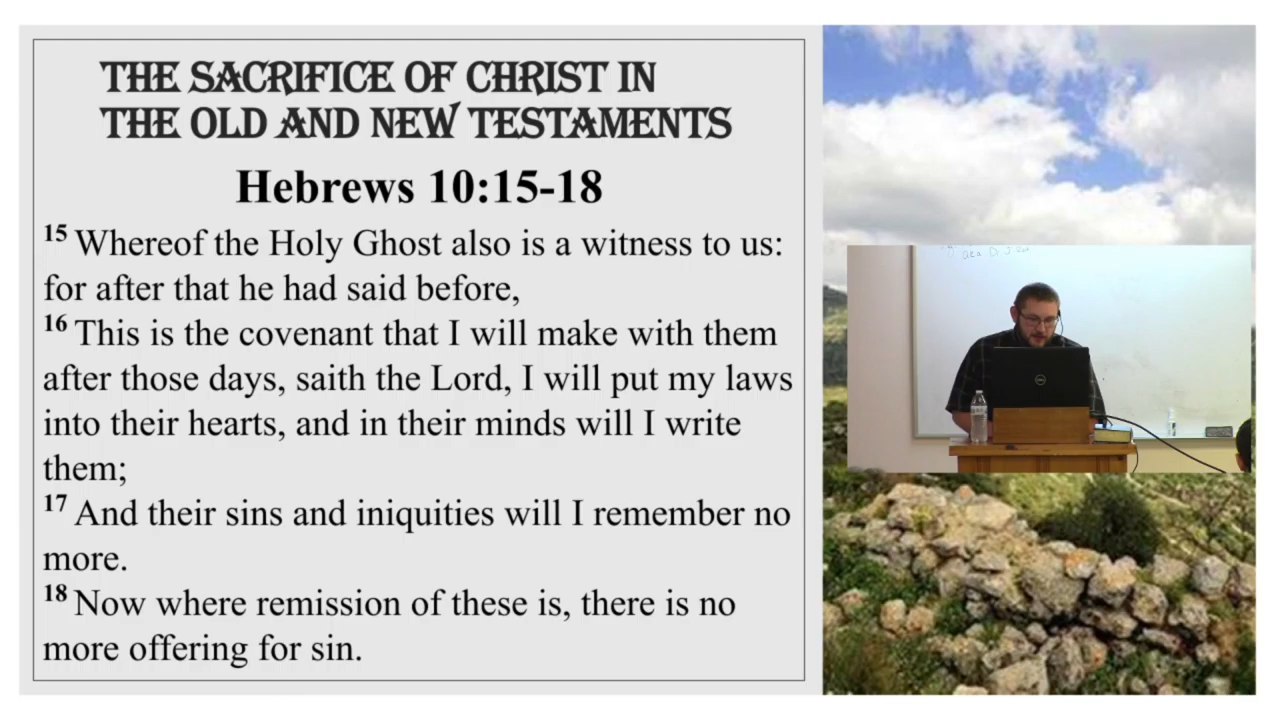 THE SACRIFICE OF CHRIST IN
THE OLD AND NEW TESTAMENTS
Hebrews 10:15-18
15 Whereof the Holy Ghost also is a witness to us:
for after that he had said before,
16 This is the covenant that I will make with them
after those days, saith the Lord, I will put my laws
into their hearts, and in their minds will I write
them;
17 And their sins and iniquities will I remember no
more.
18 Now where remission of these is, there is no
more offering for sin.
DELL